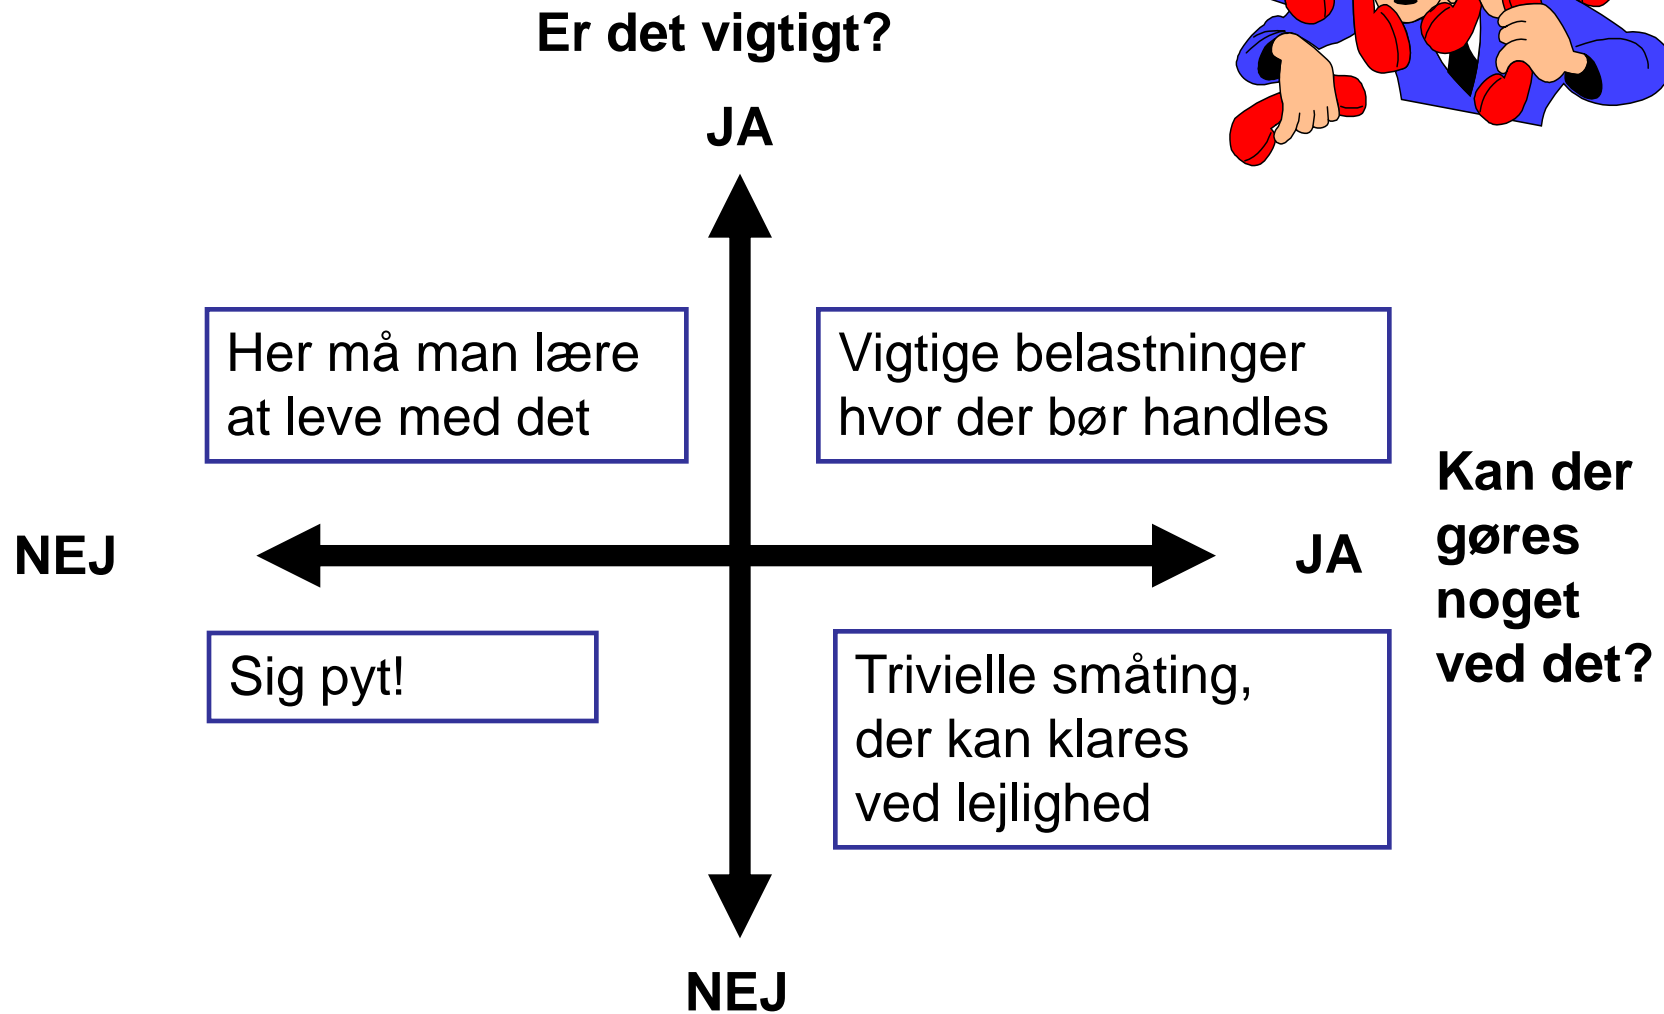 Er det vigtigt?
JA
Her må man lære
at leve med det
Vigtige belastninger
hvor der bør handles
NEJ
JA
Kan der
gøres
noget
ved det?
Sig pyt!
Trivielle småting,
der kan klares
ved lejlighed
NEJ